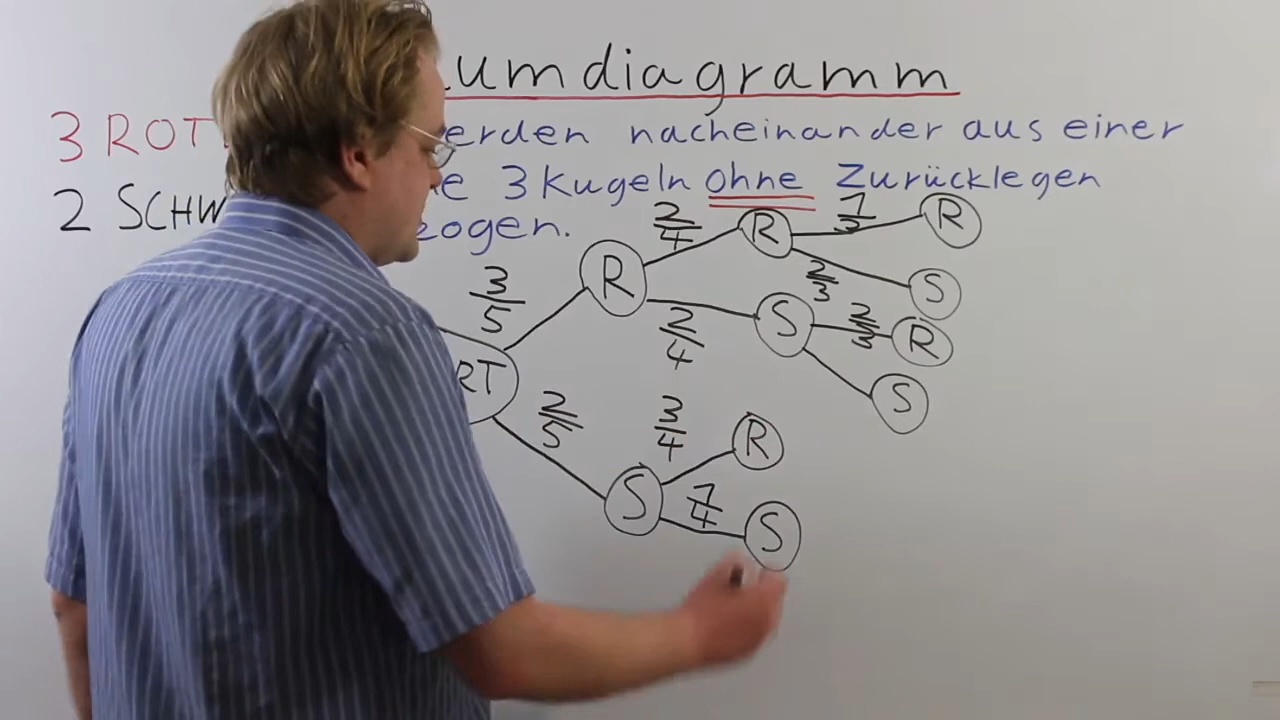 umdiagramm
3 ROT erden nacheinander aus einer
2 SCHW e 3 Kugeln ohne Zurücklegen
zogen.
2/4 R 1/3 R
3/5 R 2/3 S
2/4 S 2/3 R
RT S
2/5 3/4 R
S 1/4 S